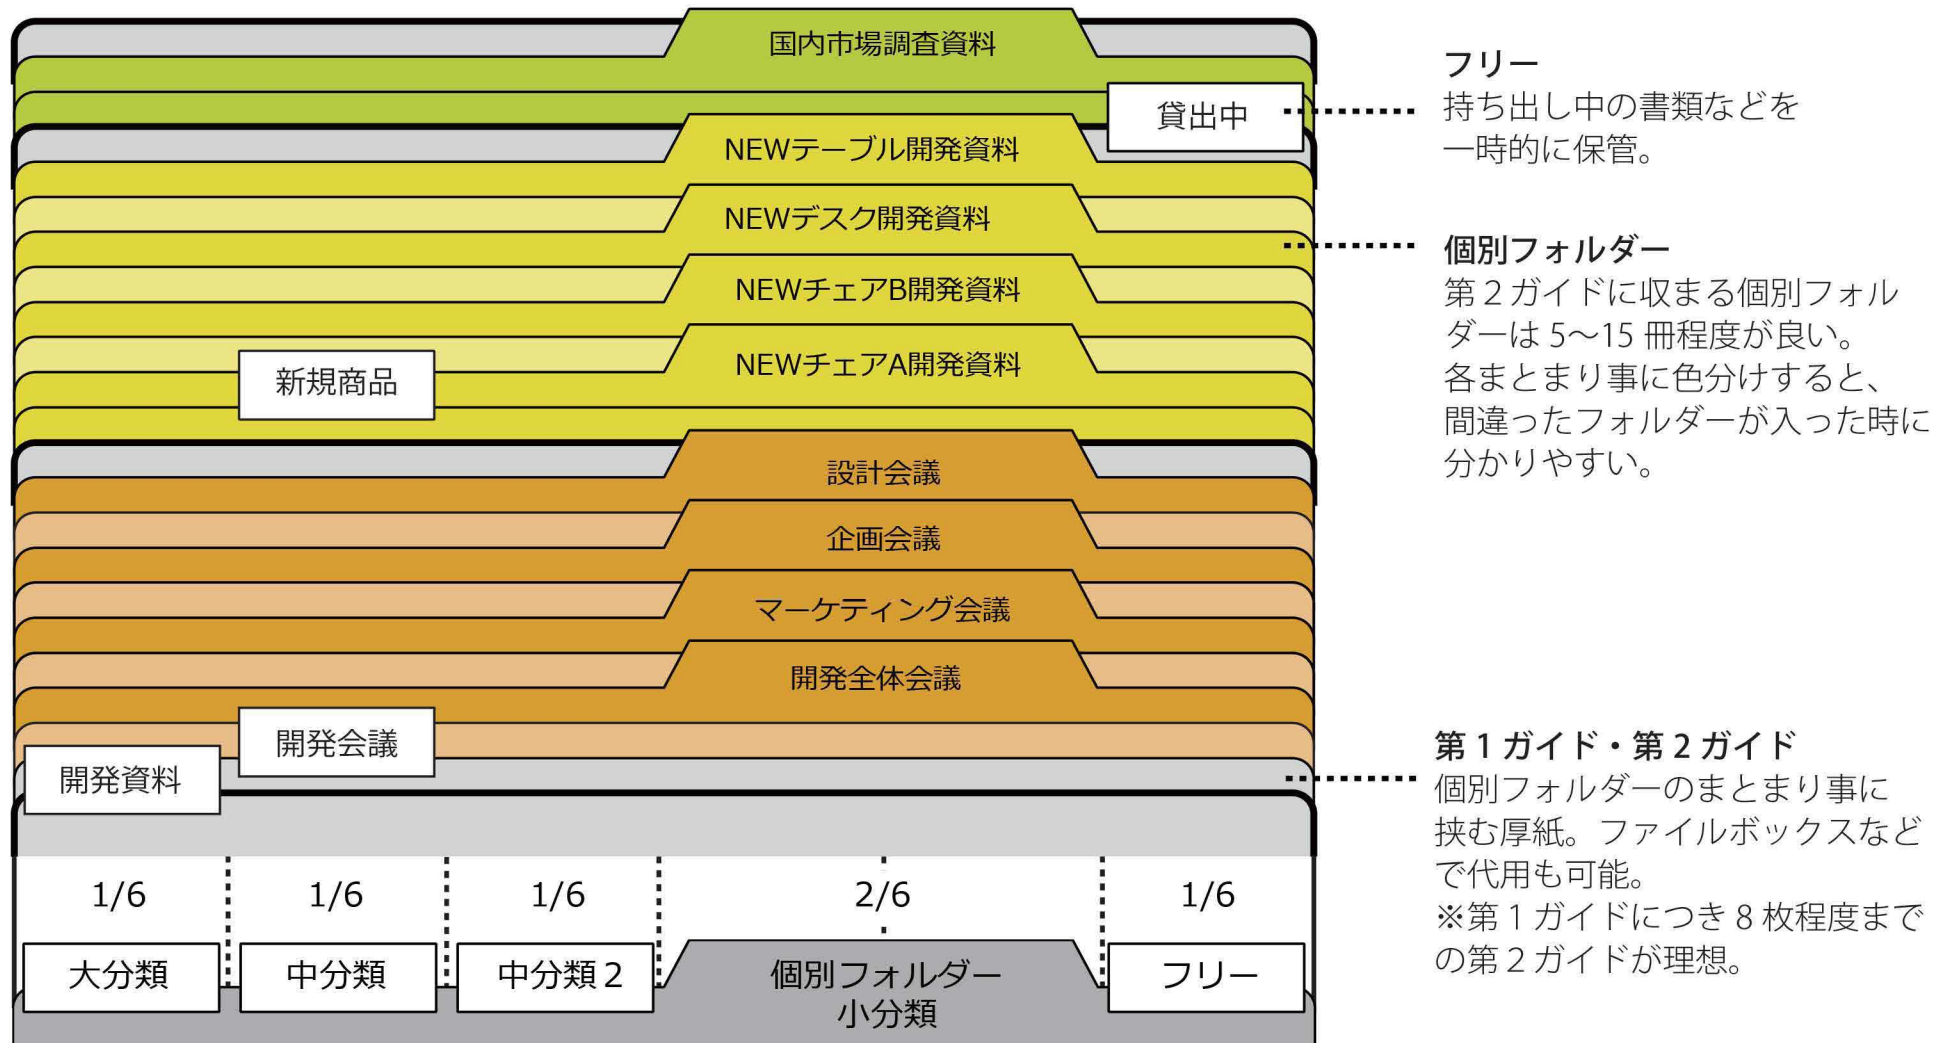 国内市場調査資料
貸出中
NEWテーブル開発資料
NEWデスク開発資料
NEWチェアB開発資料
NEWチェアA開発資料
新規商品
設計会議
企画会議
マーケティング会議
開発全体会議
開発会議
開発資料
1/6
1/6
1/6
2/6
1/6
大分類
中分類
中分類２
個別フォルダー
小分類
フリー
フリー
持ち出し中の書類などを
一時的に保管。
個別フォルダー
第２ガイドに収まる個別フォル
ダーは 5～15 冊程度が良い。
各まとまり事に色分けすると、
間違ったフォルダーが入った時に
分かりやすい。
第 1 ガイド・第 2 ガイド
個別フォルダーのまとまり事に
挟む厚紙。ファイルボックスなど
で代用も可能。
※第 1 ガイドにつき 8 枚程度まで
の第２ガイドが理想。